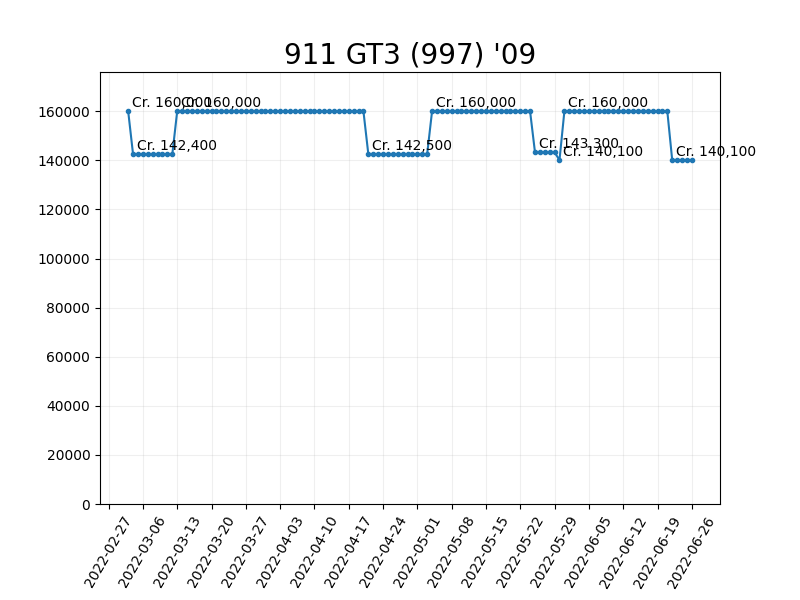 911 GT3 (997) '09
Cr. 160,000
Cr. 160,000
Cr. 160,000
Cr. 160,000
Cr. 142,400
Cr. 142,500
Cr. 143,300
Cr. 140,100
Cr. 140,100
160000
140000
120000
100000
80000
60000
40000
20000
0
2022-02-27
2022-03-06
2022-03-13
2022-03-20
2022-03-27
2022-04-03
2022-04-10
2022-04-17
2022-04-24
2022-05-01
2022-05-08
2022-05-15
2022-05-22
2022-05-29
2022-06-05
2022-06-12
2022-06-19
2022-06-26